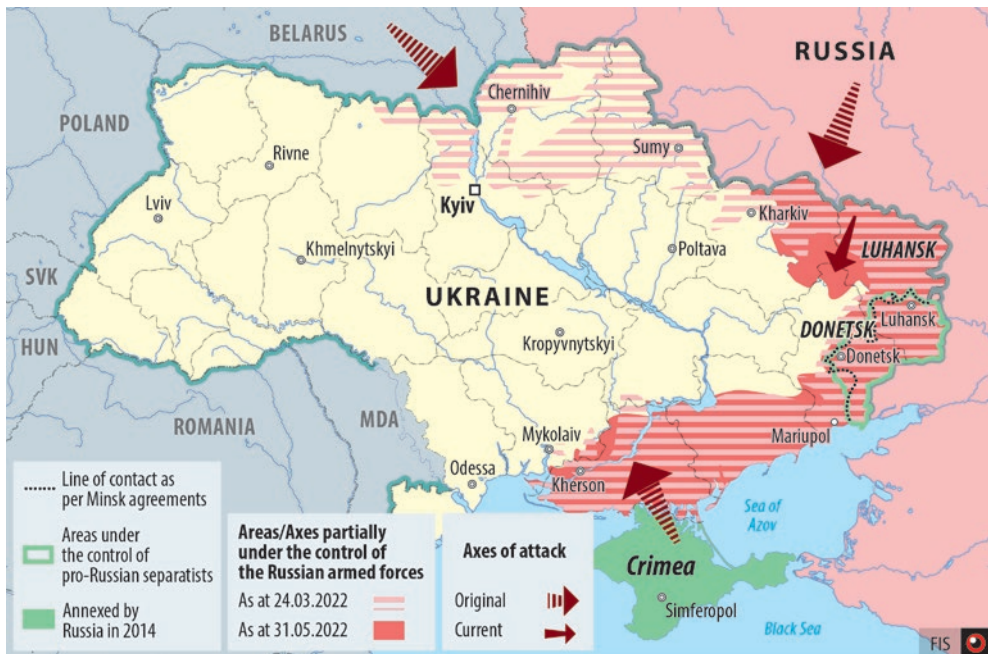 BELARUS
RUSSIA
POLAND
Chernihiv
Rivne
Sumy
Lviv
Kyiv
Kharkiv
Khmelnytskyi
Poltava
LUHANSK
SVK
UKRAINE
Luhansk
HUN
DONETSK
Kropyvnytskyi
Donetsk
ROMANIA
MDA
Mariupol
Mykolaiv
Odessa
Kherson
Sea of
Azov
Crimea
Simferopol
Black Sea
Line of contact as
per Minsk agreements
Areas under
the control of
pro-Russian separatists
Annexed by
Russia in 2014
Areas/Axes partially
under the control of
the Russian armed forces
As at 24.03.2022
As at 31.05.2022
Axes of attack
Original
Current
FIS